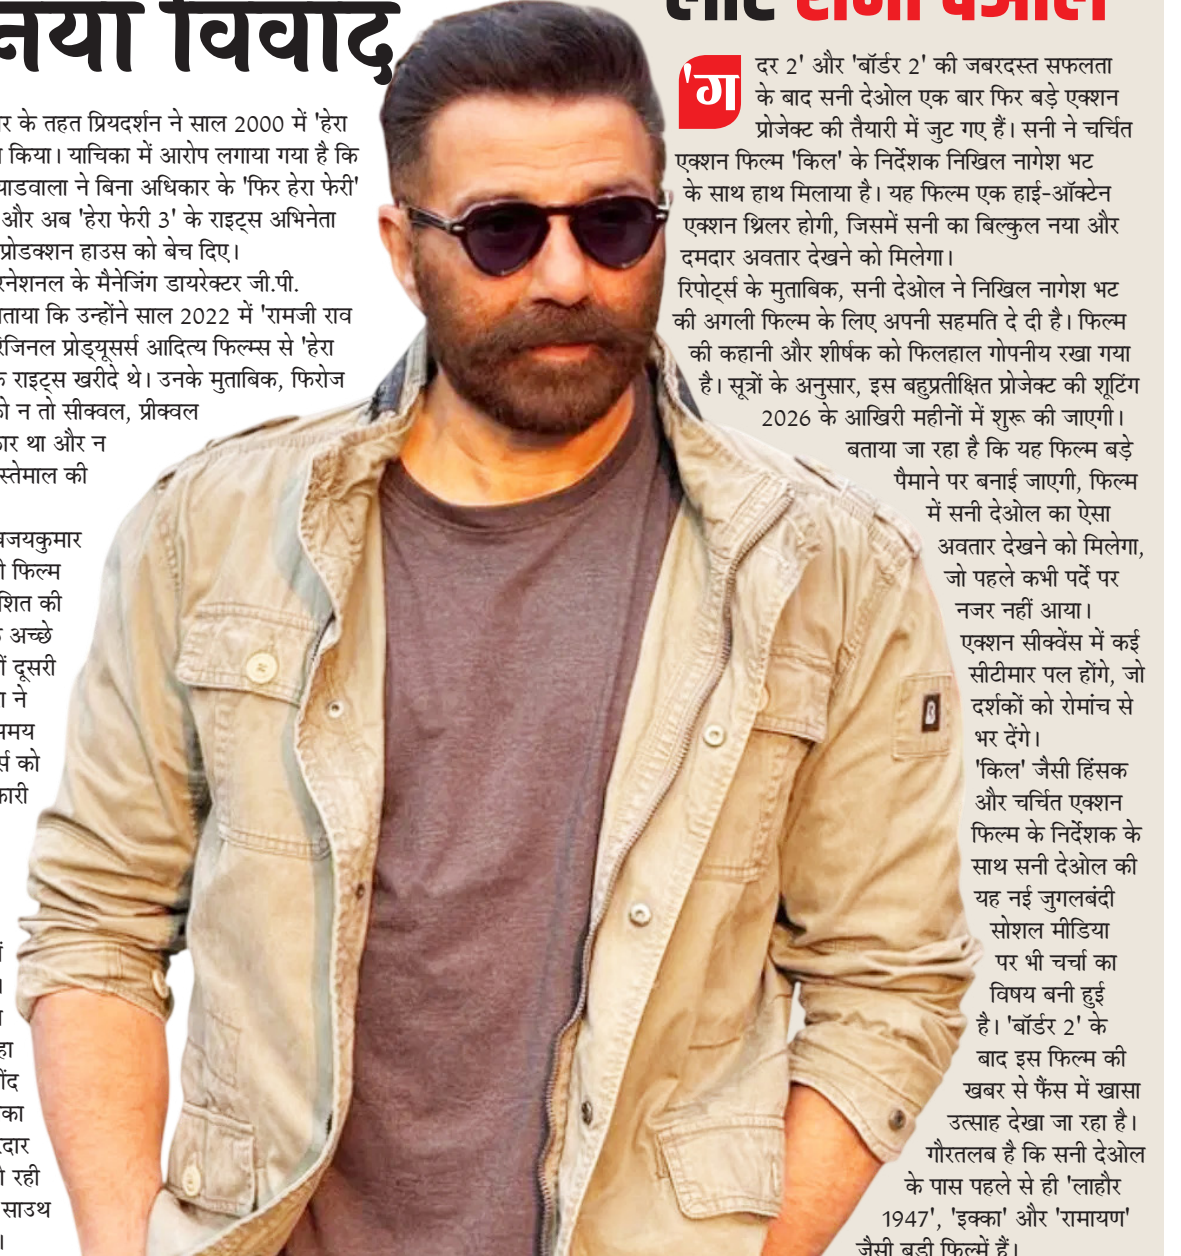 नया विवाद
के तहत प्रियदर्शन ने साल 2000 में 'हेरा
किया। याचिका में आरोप लगाया गया है कि
ने बिना अधिकार के 'फिर हेरा फेरी'
और अब 'हेरा फेरी 3' के राइट्स अभिनेता
प्रोडक्शन हाउस को बेच दिए।
के मैनेजिंग डायरेक्टर जी.पी.
कि उन्होंने साल 2022 में 'रामजी राव
प्रोड्यूसर्स आदित्य फिल्म्स से 'हेरा
राइट्स खरीदे थे। उनके मुताबिक, फिरोज
न तो सीक्वल, प्रीक्वल
था और न
की
फिल्म
की
अच्छे
दूसरी
ने
को
रही
साउथ
'गदर 2' और 'बॉर्डर 2' की जबरदस्त सफलता
के बाद सनी देओल एक बार फिर बड़े एक्शन
प्रोजेक्ट की तैयारी में जुट गए हैं। सनी ने चर्चित
एक्शन फिल्म 'किल' के निर्देशक निखिल नागेश भट
के साथ हाथ मिलाया है। यह फिल्म एक हाई-ऑक्टेन
एक्शन थ्रिलर होगी, जिसमें सनी का बिल्कुल नया और
दमदार अवतार देखने को मिलेगा।
रिपोर्ट्स के मुताबिक, सनी देओल ने निखिल नागेश भट
की अगली फिल्म के लिए अपनी सहमति दे दी है। फिल्म
की कहानी और शीर्षक को फिलहाल गोपनीय रखा गया
है। सूत्रों के अनुसार, इस बहुप्रतीक्षित प्रोजेक्ट की शूटिंग
2026 के आखिरी महीनों में शुरू की जाएगी।
बताया जा रहा है कि यह फिल्म बड़े
पैमाने पर बनाई जाएगी, फिल्म
में सनी देओल का ऐसा
अवतार देखने को मिलेगा,
जो पहले कभी पर्दे पर
नजर नहीं आया।
एक्शन सीक्वेंस में कई
सीटीमार पल होंगे, जो
दर्शकों को रोमांच से
भर देंगे।
'किल' जैसी हिंसक
और चर्चित एक्शन
फिल्म के निर्देशक के
साथ सनी देओल की
यह नई जुगलबंदी
सोशल मीडिया
पर भी चर्चा का
विषय बनी हुई
है। 'बॉर्डर 2' के
बाद इस फिल्म की
खबर से फैंस में खासा
उत्साह देखा जा रहा है।
गौरतलब है कि सनी देओल
के पास पहले से ही 'लाहौर
1947', 'इक्का' और 'रामायण'
जैसी बड़ी फिल्में हैं।